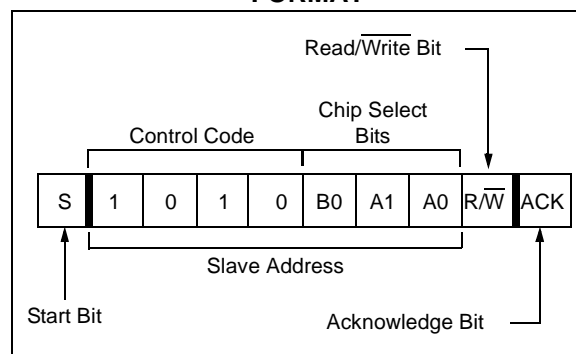 FORMAT
Read/Write Bit
Chip Select
Control Code Bits
S 1 0 1 0 B0 A1 A0 R/W ACK
Slave Address
Start Bit
Acknowledge Bit